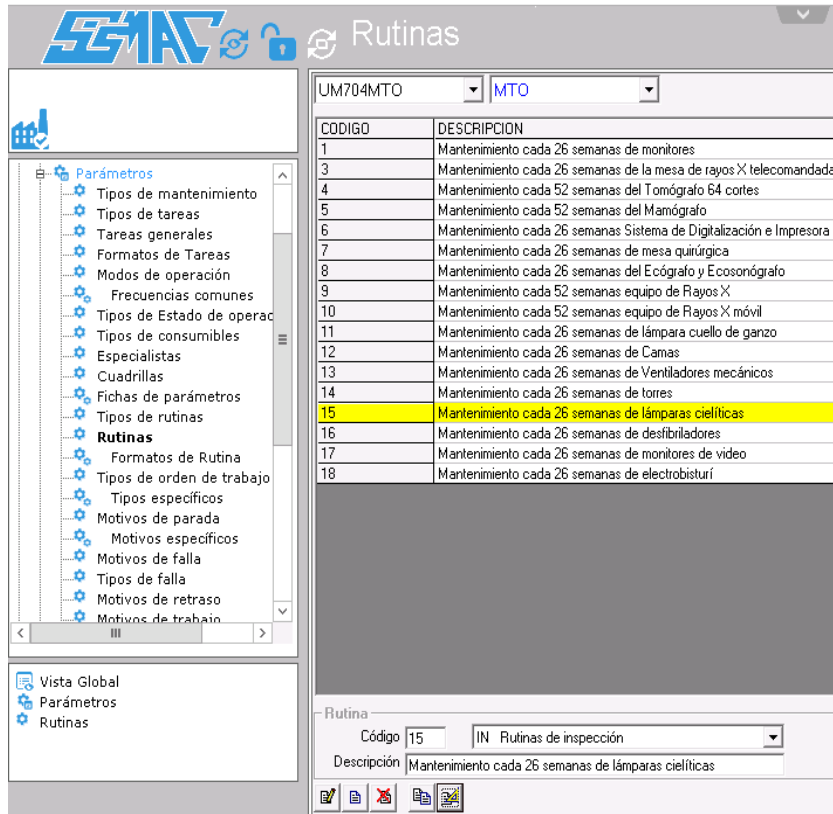 SisMAC
Rutinas
UM704MTO
MTO
CODIGO DESCRIPCION
1 Mantenimiento cada 26 semanas de monitores
3 Mantenimiento cada 26 semanas de la mesa de rayos X telecomandada
4 Mantenimiento cada 52 semanas del Tomógrafo 64 cortes
5 Mantenimiento cada 52 semanas del Mamógrafo
6 Mantenimiento cada 26 semanas Sistema de Digitalización e Impresora
7 Mantenimiento cada 26 semanas de mesa quirúrgica
8 Mantenimiento cada 26 semanas del Ecógrafo y Ecosonógrafo
9 Mantenimiento cada 52 semanas equipo de Rayos X
10 Mantenimiento cada 52 semanas equipo de Rayos X móvil
11 Mantenimiento cada 26 semanas de lámpara cuello de ganzo
12 Mantenimiento cada 26 semanas de Camas
13 Mantenimiento cada 26 semanas de Ventiladores mecánicos
14 Mantenimiento cada 26 semanas de torres
15 Mantenimiento cada 26 semanas de lámparas cielíticas
16 Mantenimiento cada 26 semanas de desfibriladores
17 Mantenimiento cada 26 semanas de monitores de video
18 Mantenimiento cada 26 semanas de electrobisturí
Parámetros
Tipos de mantenimiento
Tipos de tareas
Tareas generales
Formatos de Tareas
Modos de operación
Frecuencias comunes
Tipos de Estado de operac
Tipos de consumibles
Especialistas
Cuadrillas
Fichas de parámetros
Tipos de rutinas
Rutinas
Formatos de Rutina
Tipos de orden de trabajo
Tipos específicos
Motivos de parada
Motivos específicos
Motivos de falla
Tipos de falla
Motivos de retraso
Motivos de trabajo
Vista Global
Parámetros
Rutinas
Rutina
Código 15 IN Rutinas de inspección
Descripción Mantenimiento cada 26 semanas de lámparas cielíticas